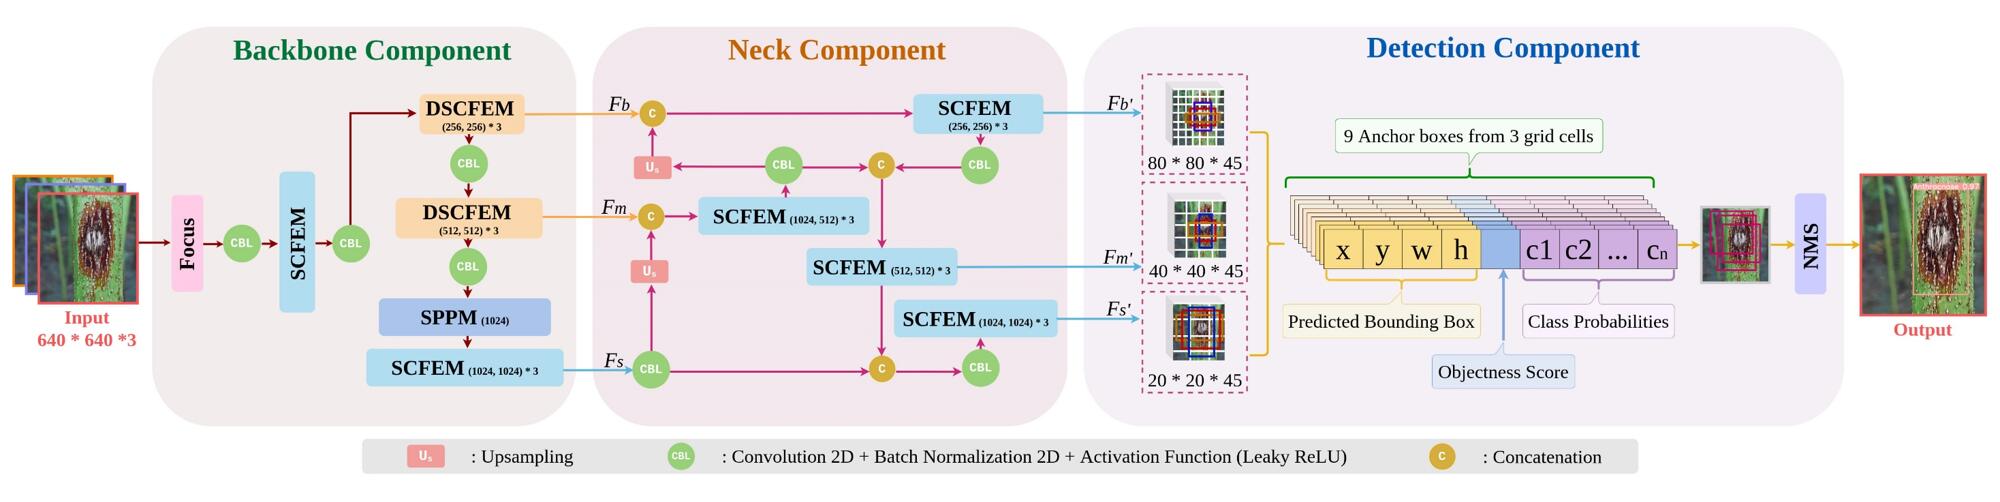 Backbone Component
Neck Component
Detection Component
Input
640 * 640 *3
Focus
CBL
SCFEM
CBL
DSCFEM
(256, 256) * 3
CBL
DSCFEM
(512, 512) * 3
CBL
SPPM (1024)
SCFEM (1024, 1024) * 3
Fb
Fm
Fs
C
Us
C
Us
CBL
SCFEM
(256, 256) * 3
CBL
C
CBL
SCFEM (1024, 512) * 3
SCFEM (512, 512) * 3
SCFEM (1024, 1024) * 3
C
CBL
Fb'
Fm'
Fs'
80 * 80 * 45
40 * 40 * 45
20 * 20 * 45
9 Anchor boxes from 3 grid cells
x y w h c1 c2 ... cn
Predicted Bounding Box
Class Probabilities
Objectness Score
NMS
Anthracnose 0.97
Output
Us : Upsampling
CBL : Convolution 2D + Batch Normalization 2D + Activation Function (Leaky ReLU)
C : Concatenation